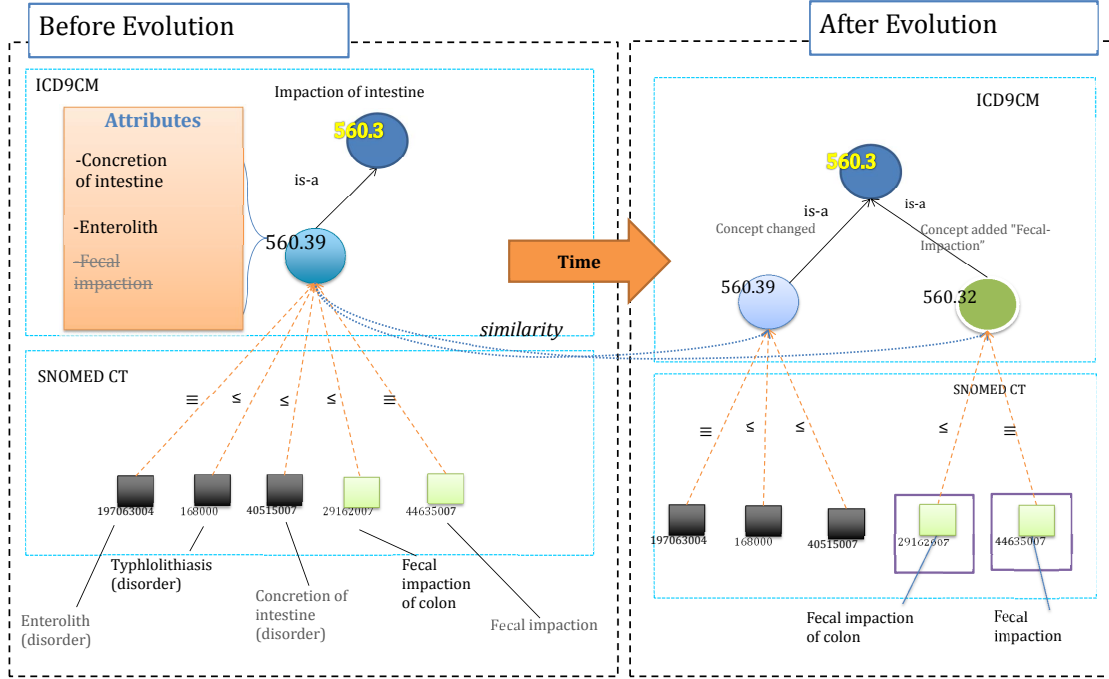 Before Evolution
ICD9CM
Impaction of intestine
Attributes
-Concretion
of intestine
-Enterolith
-Fecal
impaction
560.3
is-a
560.39
similarity
SNOMED CT
≡
≤
≤
≤
≡
197063004
168000
40515007
29162007
44635007
Enterolith
(disorder)
Typhlolithiasis
(disorder)
Concretion of
intestine
(disorder)
Fecal
impaction
of colon
Fecal impaction
Time
After Evolution
ICD9CM
560.3
is-a
is-a
Concept changed
Concept added "Fecal-
Impaction"
560.39
560.32
SNOMED CT
≡
≤
≤
≤
≡
197063004
168000
40515007
29162607
44635007
Fecal impaction
of colon
Fecal
impaction